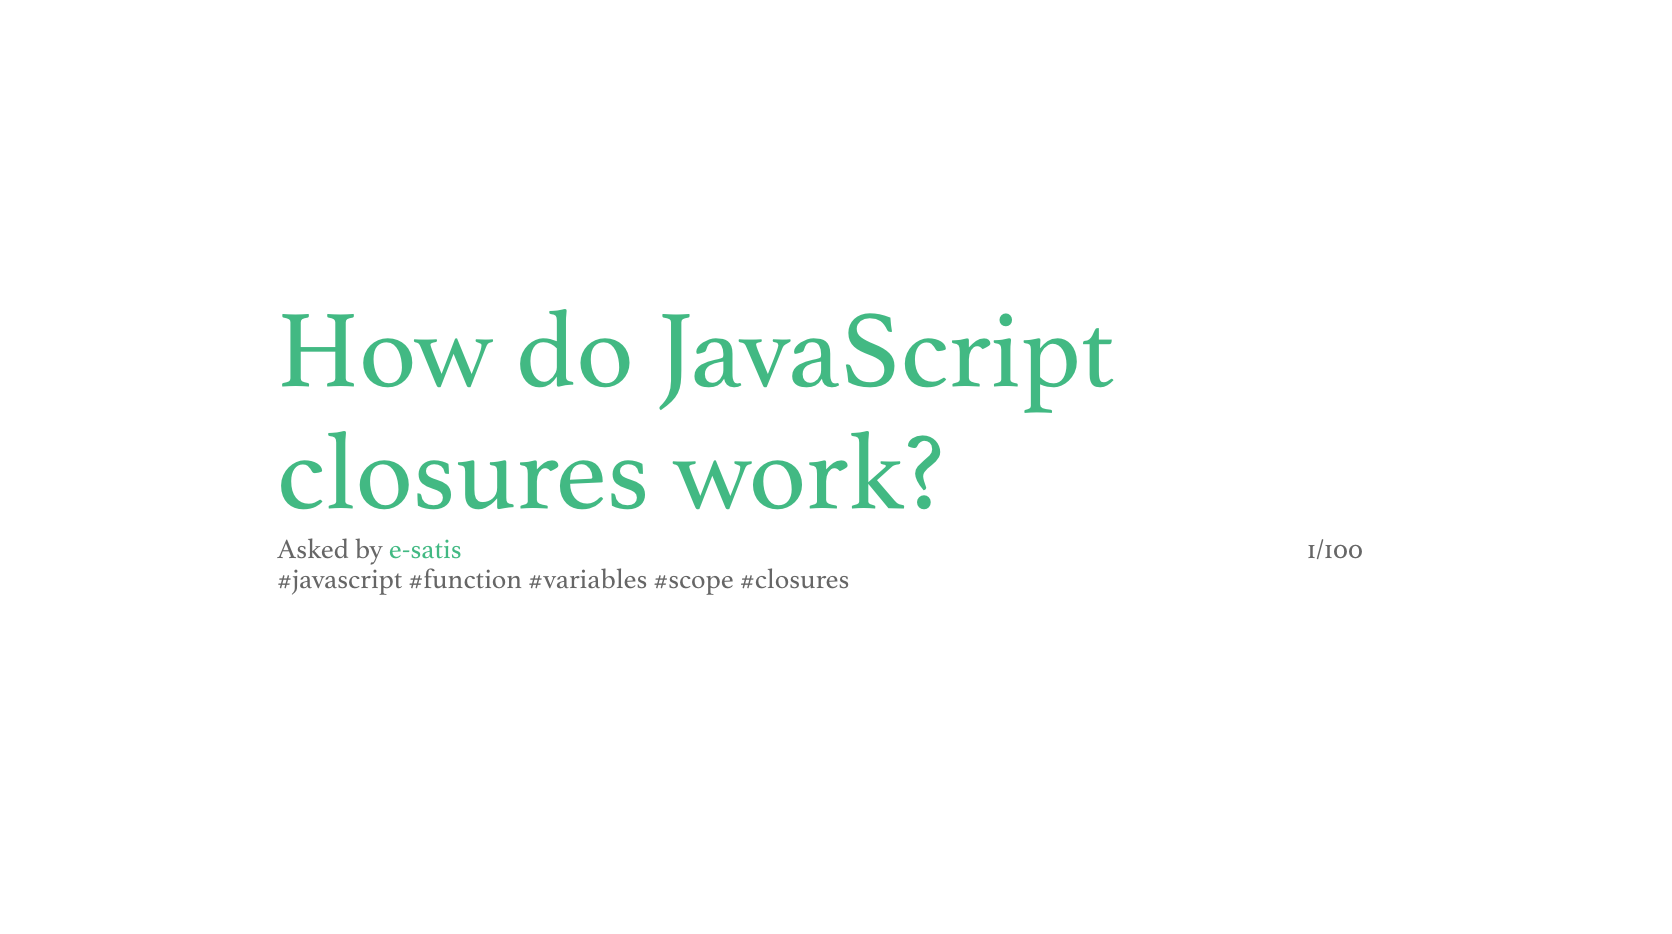 How do JavaScript
closures work?
Asked by e-satis
1/100
#javascript #function #variables #scope #closures